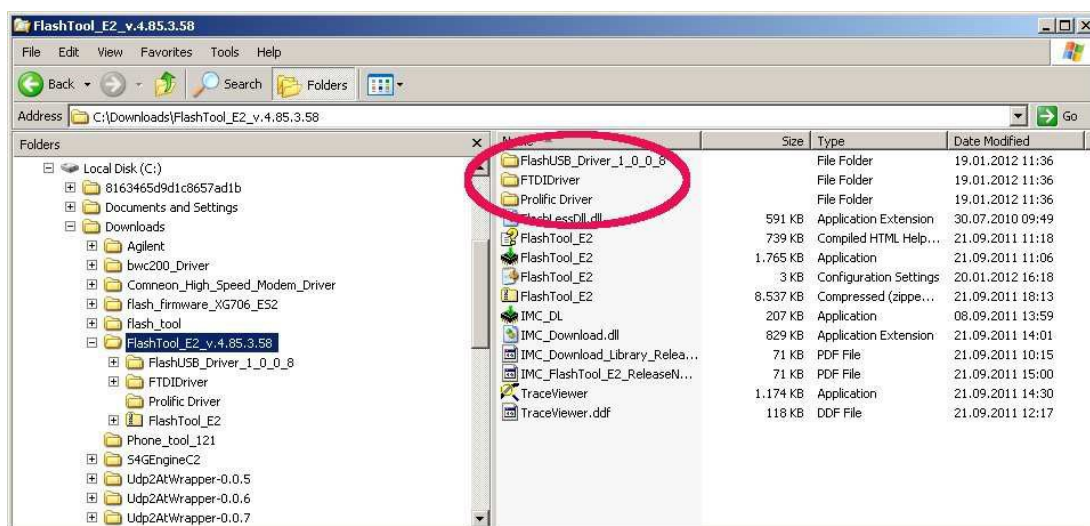 FlashTool_E2_v.4.85.3.58
File Edit View Favorites Tools Help
Back Search Folders
Address C:\Downloads\FlashTool_E2_v.4.85.3.58 Go
Folders
Local Disk (C:)
8163465d9d1c8657ad1b
Documents and Settings
Downloads
Agilent
bwc200_Driver
Comneon_High_Speed_Modem_Driver
flash_firmware_XG706_ES2
flash_tool
FlashTool_E2_v.4.85.3.58
FlashUSB_Driver_1_0_0_8
FTDIDriver
Prolific Driver
FlashTool_E2
Phone_tool_121
S4GEngineC2
Udp2AtWrapper-0.0.5
Udp2AtWrapper-0.0.6
Udp2AtWrapper-0.0.7
Size Type Date Modified
FlashUSB_Driver_1_0_0_8 File Folder 19.01.2012 11:36
FTDIDriver File Folder 19.01.2012 11:36
Prolific Driver File Folder 19.01.2012 11:36
FlashLessDll.dll 591 KB Application Extension 30.07.2010 09:49
FlashTool_E2 739 KB Compiled HTML Help... 21.09.2011 11:18
FlashTool_E2 1.765 KB Application 21.09.2011 11:06
FlashTool_E2 3 KB Configuration Settings 20.01.2012 16:18
FlashTool_E2 8.537 KB Compressed (zippe... 21.09.2011 18:13
IMC_DL 207 KB Application 08.09.2011 13:59
IMC_Download.dll 829 KB Application Extension 21.09.2011 14:01
IMC_Download_Library_Relea... 71 KB PDF File 21.09.2011 10:15
IMC_FlashTool_E2_ReleaseN... 71 KB PDF File 21.09.2011 15:00
TraceViewer 1.174 KB Application 21.09.2011 14:30
TraceViewer.ddf 118 KB DDF File 21.09.2011 12:17